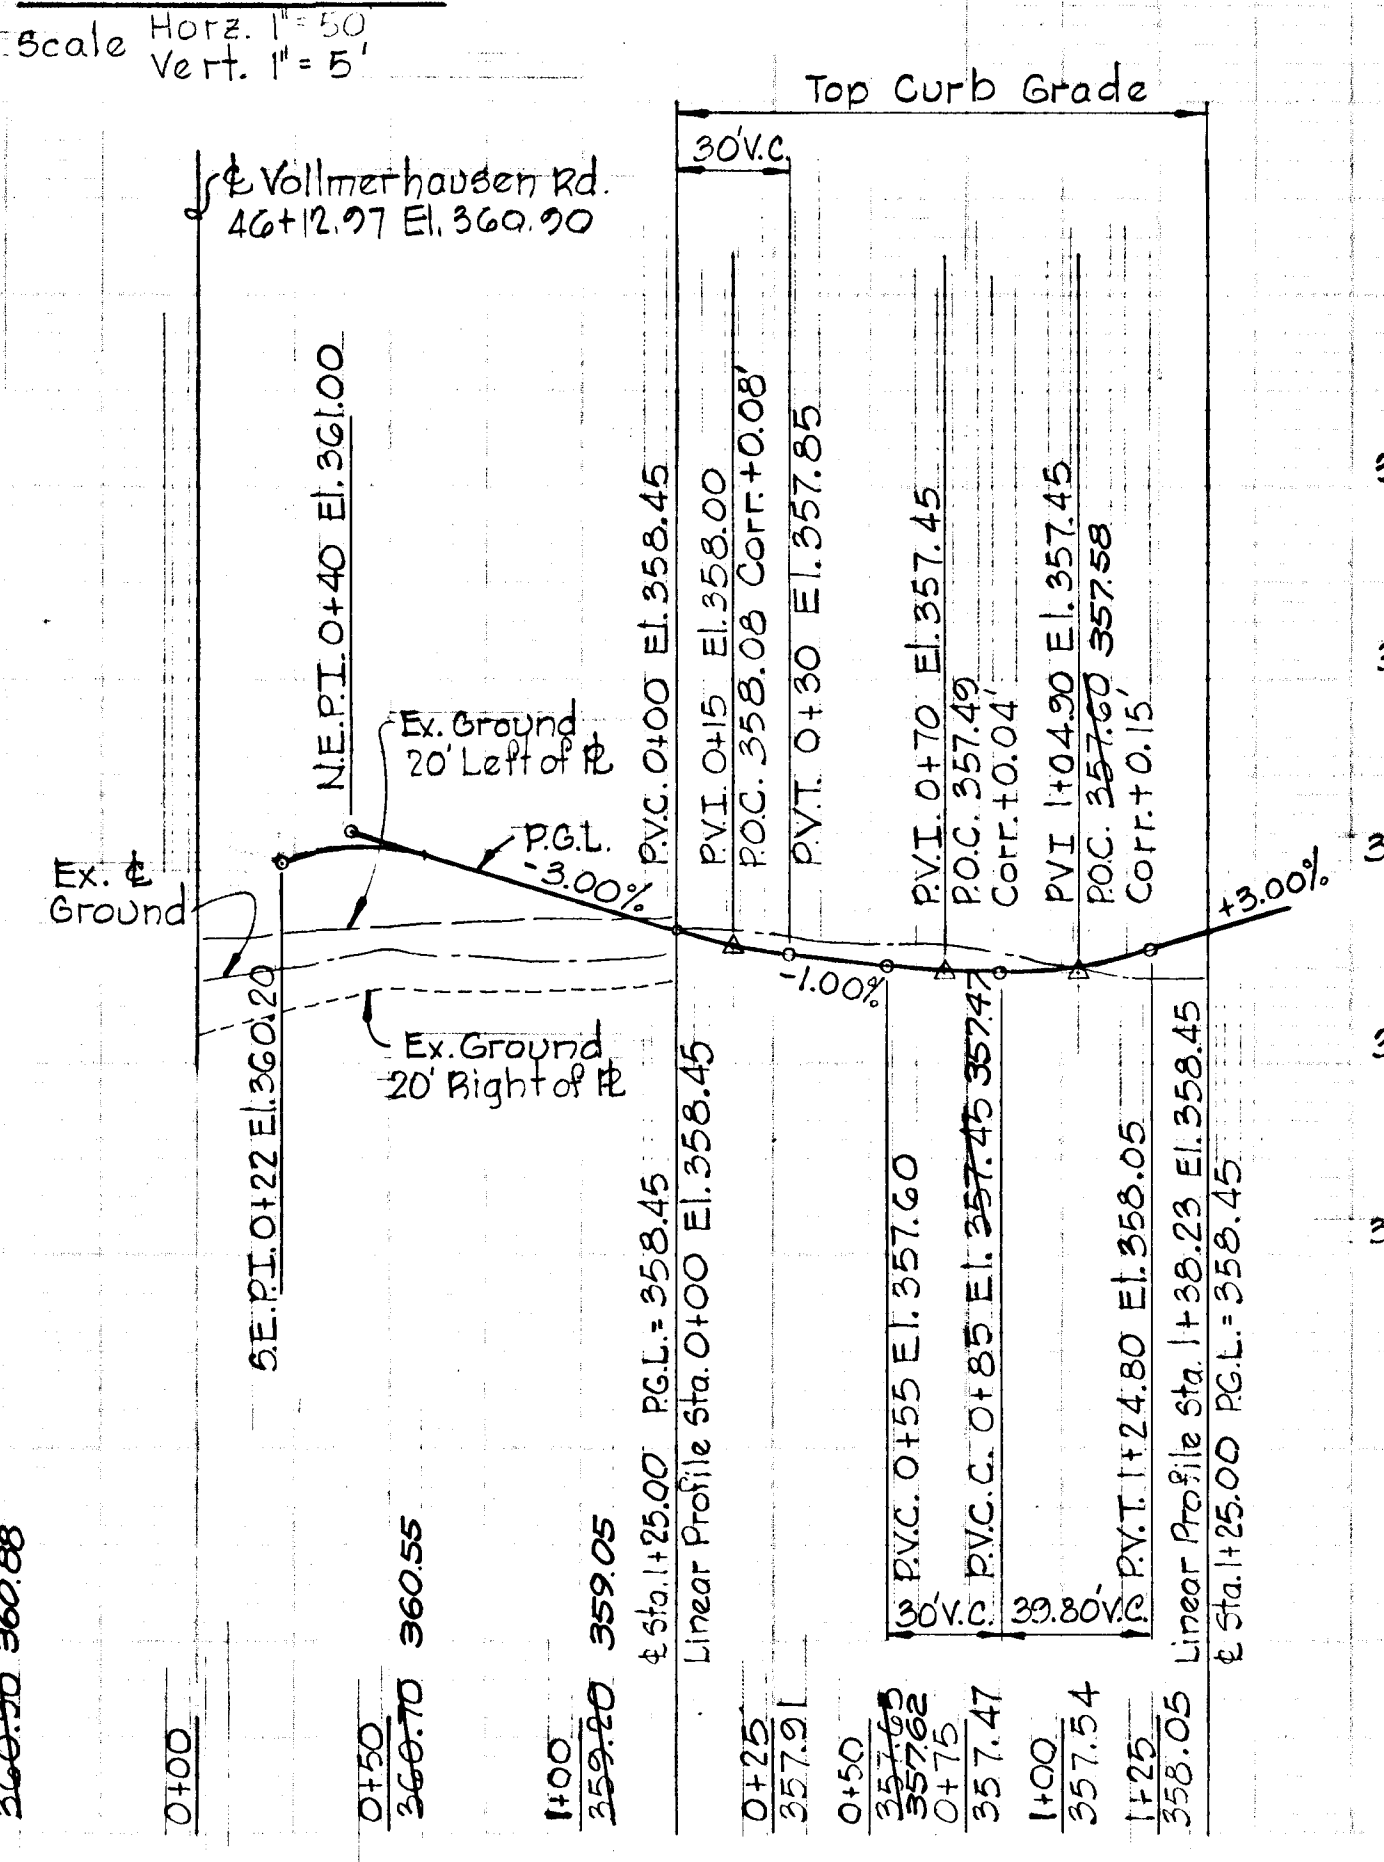 Scale Horz. 1"=50'
Vert. 1"=5'
Top Curb Grade
30'V.C.
℄ Vollmerhausen Rd.
46+12.97 El. 360.90
N.E.P.I. 0+40 El. 361.00
P.V.C. 0+00 El. 358.45
P.V.I. 0+15 El. 358.00
P.O.C. 358.08 Corr.+0.08'
P.V.T. 0+30 El. 357.85
P.V.I. 0+70 El. 357.45
P.O.C. 357.49
Corr.+0.04'
PVI 1+04.90 El. 357.45
P.O.C. 357.60 357.58
Corr.+0.15'
Ex. Ground
20' Left of ⅊
P.G.L.
-3.00%
Ex. ℄
Ground
+3.00%
-1.00%
Ex. Ground
20' Right of ⅊
S.E.P.I. 0+22 El. 360.20
℄ Sta. 1+25.00 P.G.L.=358.45
Linear Profile Sta. 0+00 El. 358.45
P.V.C. 0+55 El. 357.60
P.V.C.C. 0+85 El. 357.45 357.47
P.V.T. 1+24.80 El. 358.05
Linear Profile Sta. 1+38.23 El. 358.45
℄ Sta. 1+25.00 P.G.L.=358.45
30'V.C.
39.80'V.C.
360.88
0+00
0+50
360.70 360.55
1+00
359.20 359.05
0+25
357.91
0+50
357.65
357.62
0+75
357.47
1+00
357.54
1+25
358.05